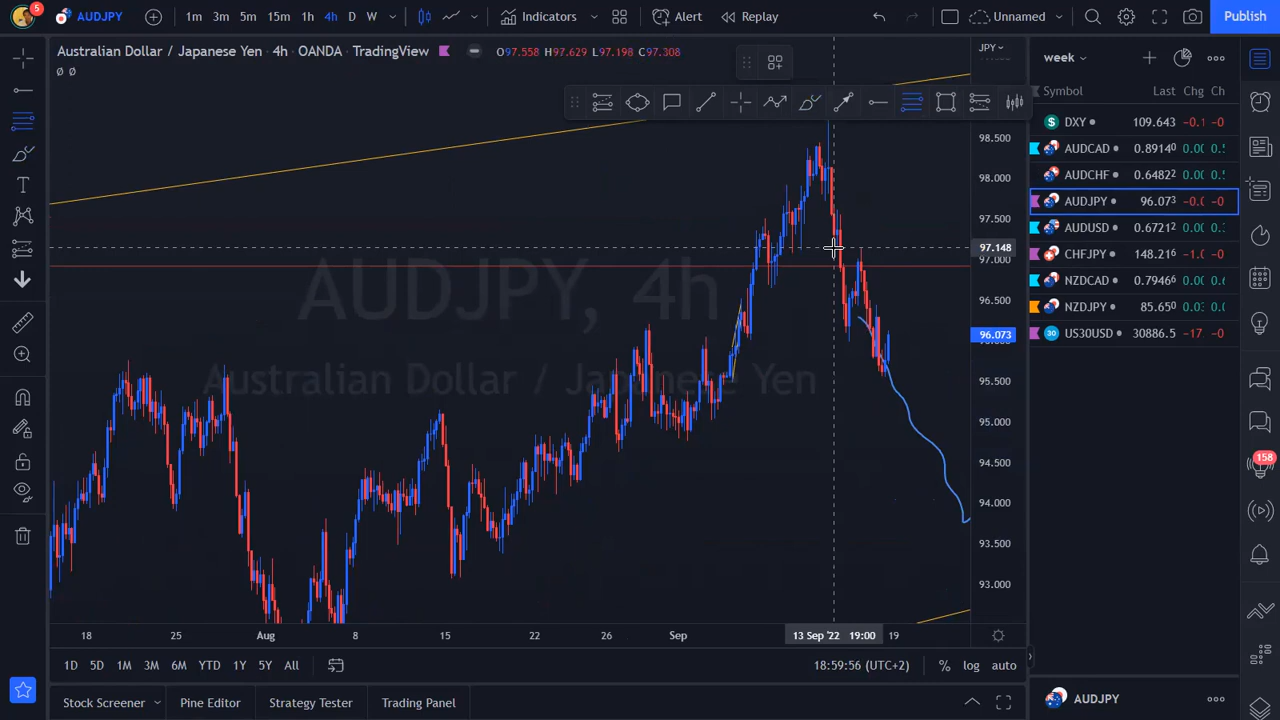 AUDJPY 1m 3m 5m 15m 1h 4h D W Indicators Alert Replay Unnamed Publish
Australian Dollar / Japanese Yen · 4h · OANDA · TradingView O97.558 H97.629 L97.198 C97.308
Ø Ø
JPY
98.500
98.000
97.500
97.148
97.000
96.500
96.073
95.500
95.000
94.500
94.000
93.500
93.000
AUDJPY, 4h
Australian Dollar / Japanese Yen
18 25 Aug 8 15 22 26 Sep 13 Sep '22 19:00 19
1D 5D 1M 3M 6M YTD 1Y 5Y All 18:59:56 (UTC+2) % log auto
Stock Screener Pine Editor Strategy Tester Trading Panel
week
Symbol Last Chg Ch
DXY 109.643 -0.1 -0
AUDCAD 0.89140 0.00 0.5
AUDCHF 0.64822 0.00 0.5
AUDJPY 96.073 -0.0 -0
AUDUSD 0.67212 0.00 0.5
CHFJPY 148.216 -1.0 -0
NZDCAD 0.79466 0.00 0.5
NZDJPY 85.650 0.03 0.0
US30USD 30886.5 -17. -0
158
AUDJPY